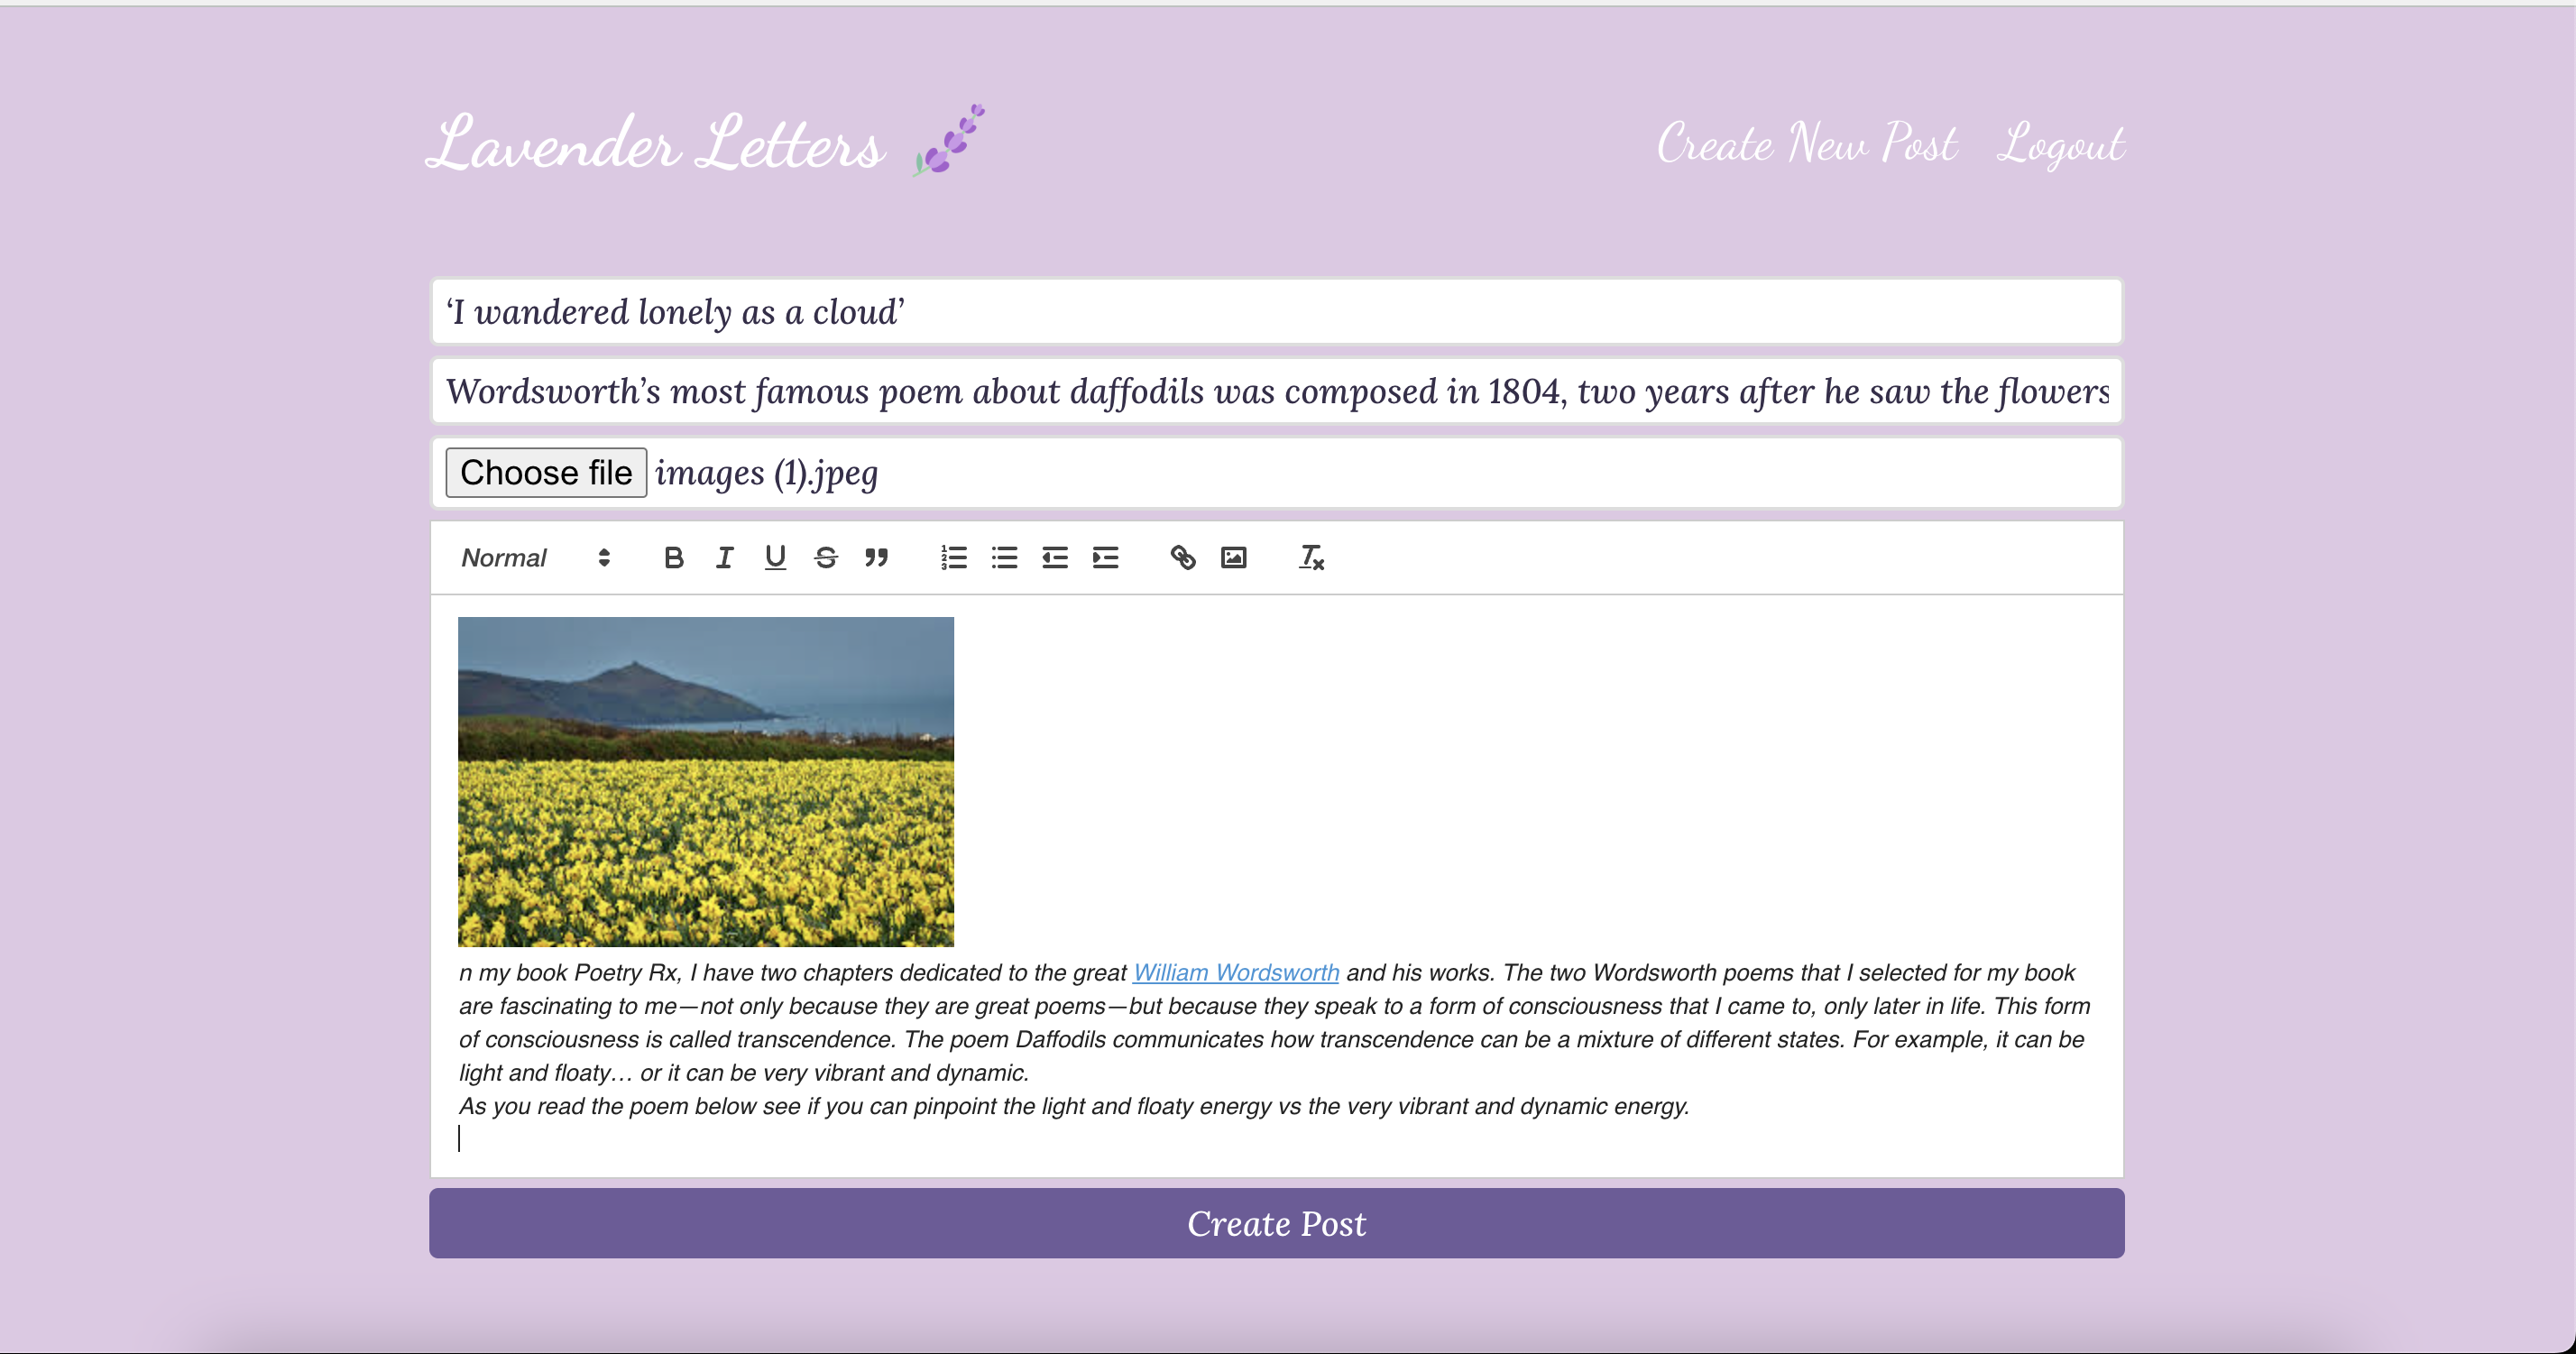 Lavender Letters
Create New Post Logout
‘I wandered lonely as a cloud’
Wordsworth’s most famous poem about daffodils was composed in 1804, two years after he saw the flowers
Choose file images (1).jpeg
Normal
n my book Poetry Rx, I have two chapters dedicated to the great William Wordsworth and his works. The two Wordsworth poems that I selected for my book
are fascinating to me—not only because they are great poems—but because they speak to a form of consciousness that I came to, only later in life. This form
of consciousness is called transcendence. The poem Daffodils communicates how transcendence can be a mixture of different states. For example, it can be
light and floaty… or it can be very vibrant and dynamic.
As you read the poem below see if you can pinpoint the light and floaty energy vs the very vibrant and dynamic energy.
Create Post